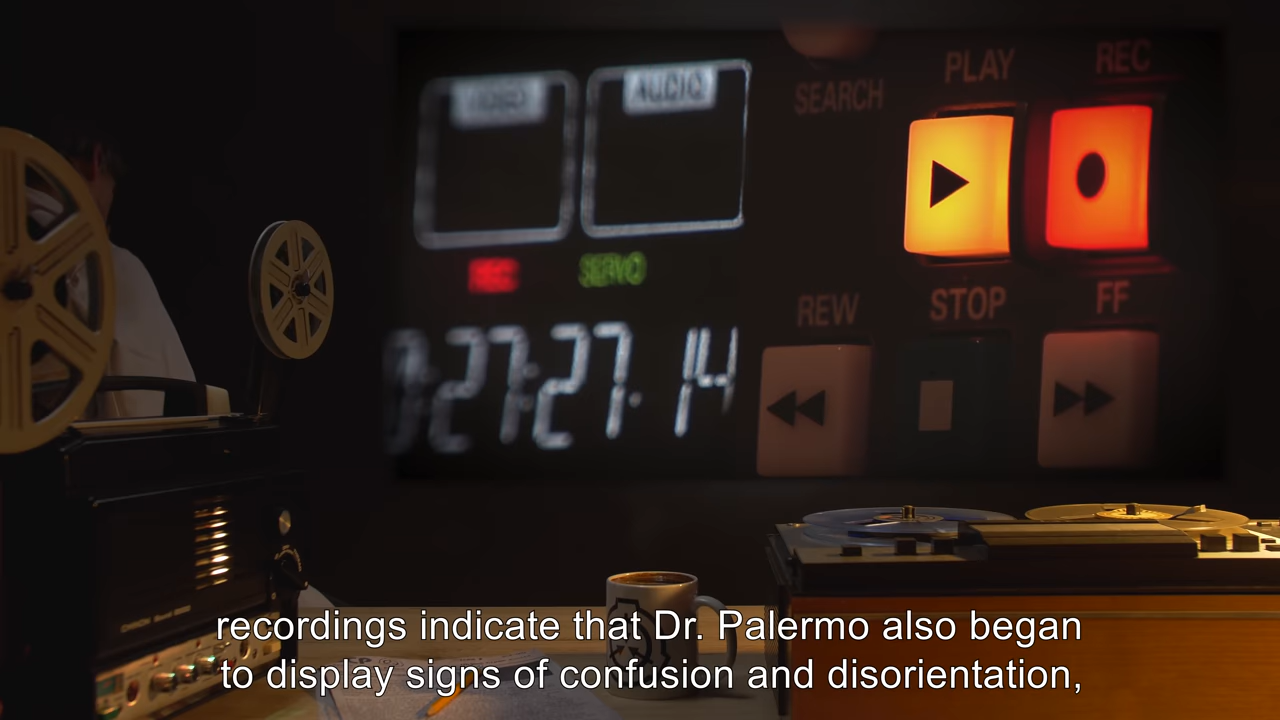 VIDEO
AUDIO
SEARCH
PLAY
REC
REC
SERVO
0:27:27. 14
REW
STOP
FF
recordings indicate that Dr. Palermo also began
to display signs of confusion and disorientation,